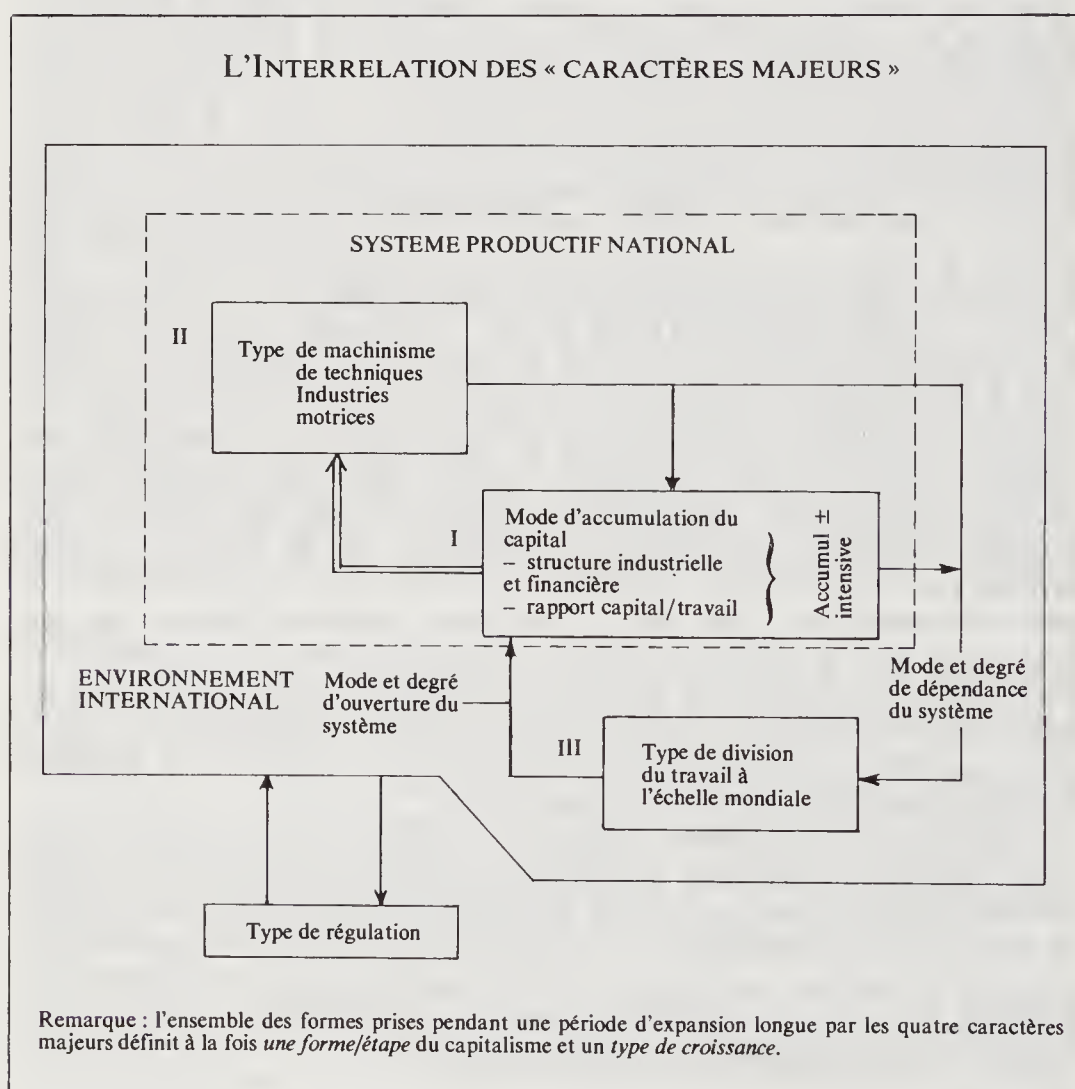 L'INTERRELATION DES « CARACTÈRES MAJEURS »
SYSTEME PRODUCTIF NATIONAL
II
Type de machinisme
de techniques
Industries
motrices
I
Mode d'accumulation du
capital
– structure industrielle
et financière
– rapport capital/travail
Accumul ±
intensive
ENVIRONNEMENT
INTERNATIONAL
Mode et degré
d'ouverture du
système
Mode et degré
de dépendance
du système
III
Type de division
du travail à
l'échelle mondiale
Type de régulation
Remarque : l'ensemble des formes prises pendant une période d'expansion longue par les quatre caractères
majeurs définit à la fois une forme/étape du capitalisme et un type de croissance.